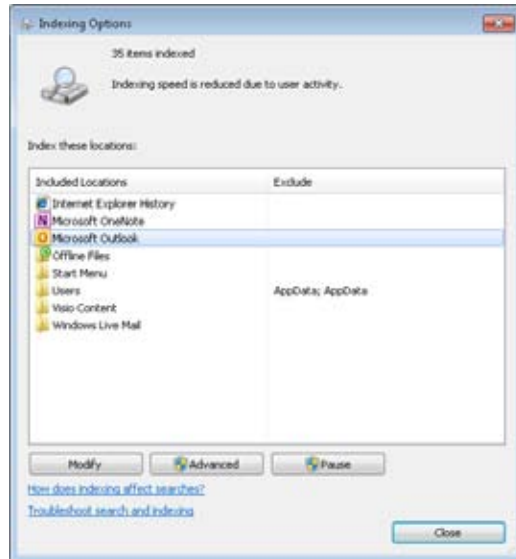 Indexing Options
35 items indexed
Indexing speed is reduced due to user activity.
Index these locations:
Included Locations Exclude
Internet Explorer History
Microsoft OneNote
Microsoft Outlook
Offline Files
Start Menu
Users AppData; AppData
Visio Content
Windows Live Mail
Modify Advanced Pause
How does indexing affect searches?
Troubleshoot search and indexing
Close